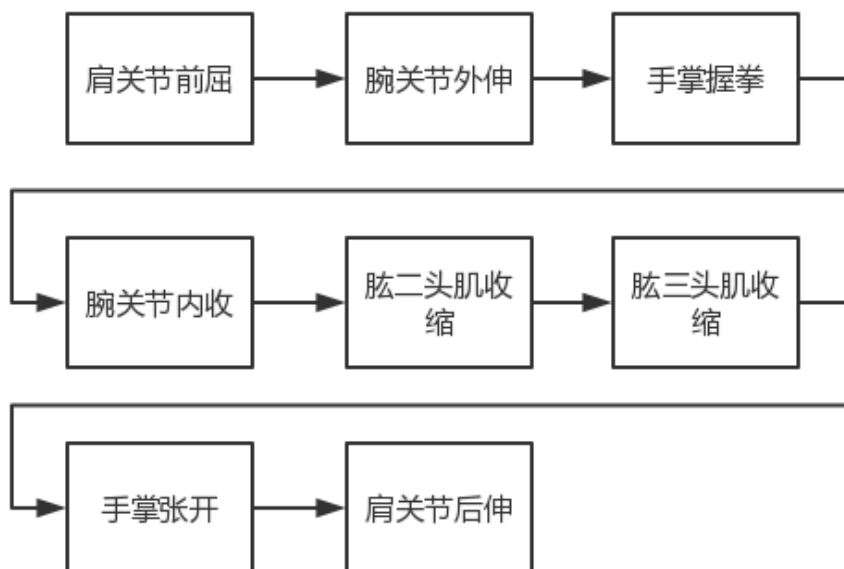 肩关节前屈
腕关节外伸
手掌握拳
腕关节内收
肱二头肌收
缩
肱三头肌收
缩
手掌张开
肩关节后伸